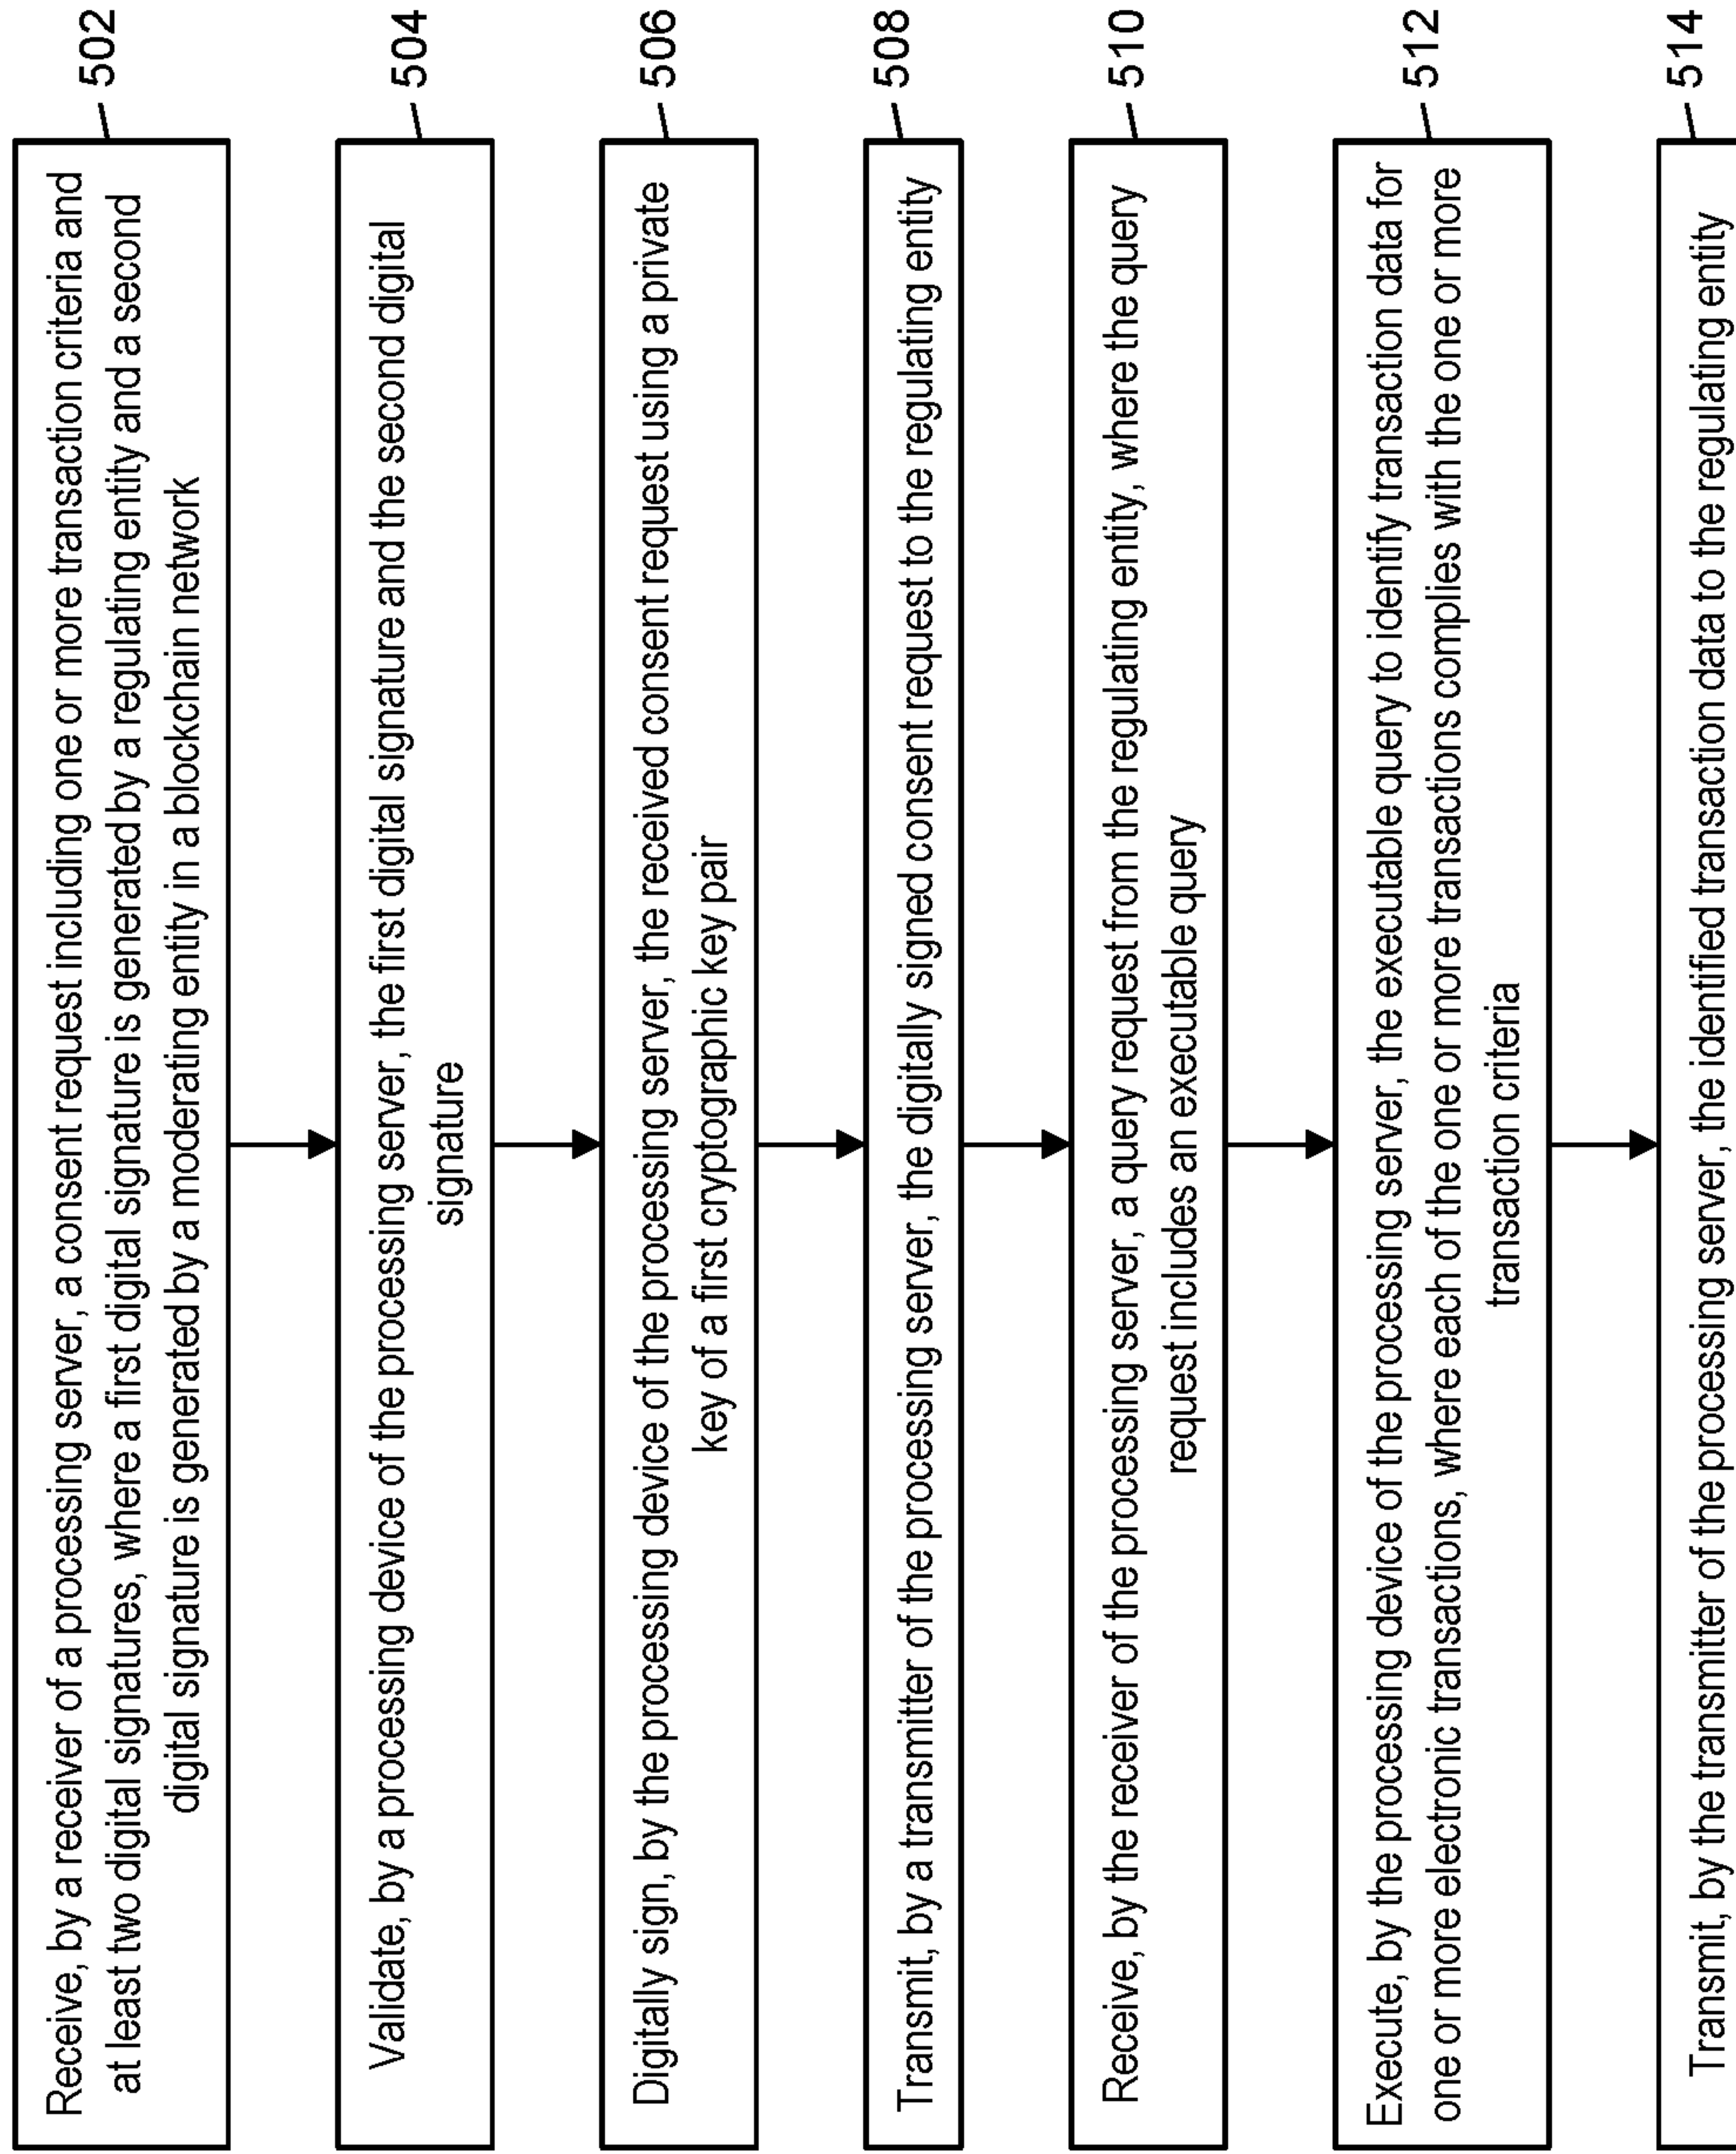 Receive, by a receiver of a processing server, a consent request including one or more transaction criteria and
at least two digital signatures, where a first digital signature is generated by a regulating entity and a second
digital signature is generated by a moderating entity in a blockchain network
502
Validate, by a processing device of the processing server, the first digital signature and the second digital
signature
504
Digitally sign, by the processing device of the processing server, the received consent request using a private
key of a first cryptographic key pair
506
Transmit, by a transmitter of the processing server, the digitally signed consent request to the regulating entity
508
Receive, by the receiver of the processing server, a query request from the regulating entity, where the query
request includes an executable query
510
Execute, by the processing device of the processing server, the executable query to identify transaction data for
one or more electronic transactions, where each of the one or more transactions complies with the one or more
transaction criteria
512
Transmit, by the transmitter of the processing server, the identified transaction data to the regulating entity
514